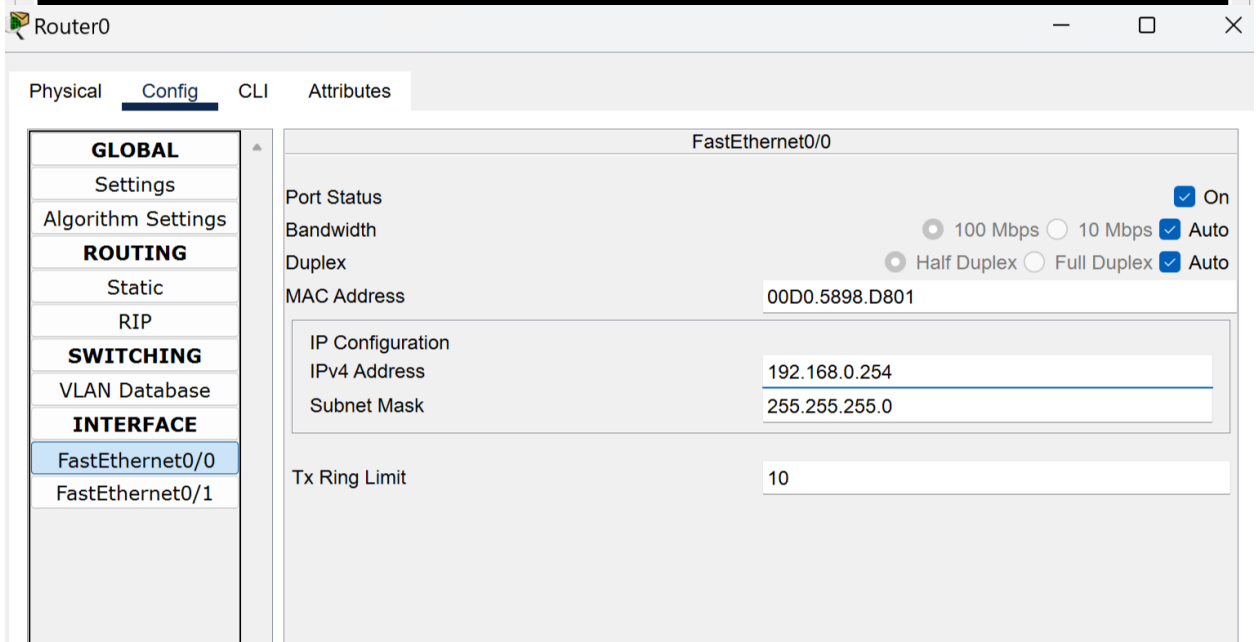 Router0
Physical Config CLI Attributes
GLOBAL
Settings
Algorithm Settings
ROUTING
Static
RIP
SWITCHING
VLAN Database
INTERFACE
FastEthernet0/0
FastEthernet0/1
FastEthernet0/0
Port Status On
Bandwidth 100 Mbps 10 Mbps Auto
Duplex Half Duplex Full Duplex Auto
MAC Address 00D0.5898.D801
IP Configuration
IPv4 Address 192.168.0.254
Subnet Mask 255.255.255.0
Tx Ring Limit 10